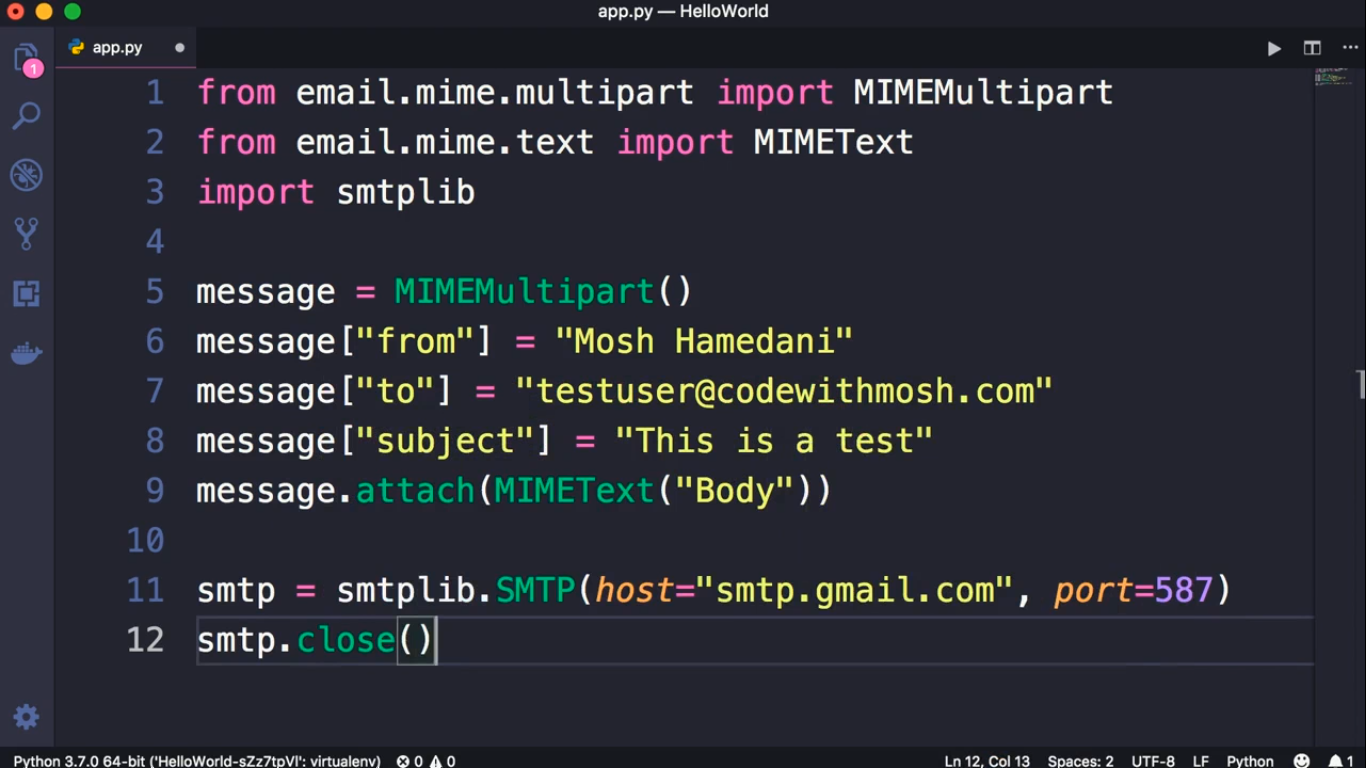 app.py — HelloWorld
app.py
1
1 from email.mime.multipart import MIMEMultipart
2 from email.mime.text import MIMEText
3 import smtplib
4
5 message = MIMEMultipart()
6 message["from"] = "Mosh Hamedani"
7 message["to"] = "testuser@codewithmosh.com"
8 message["subject"] = "This is a test"
9 message.attach(MIMEText("Body"))
10
11 smtp = smtplib.SMTP(host="smtp.gmail.com", port=587)
12 smtp.close()
Python 3.7.0 64-bit ('HelloWorld-sZz7tpVl': virtualenv) 0 0 Ln 12, Col 13 Spaces: 2 UTF-8 LF Python 1